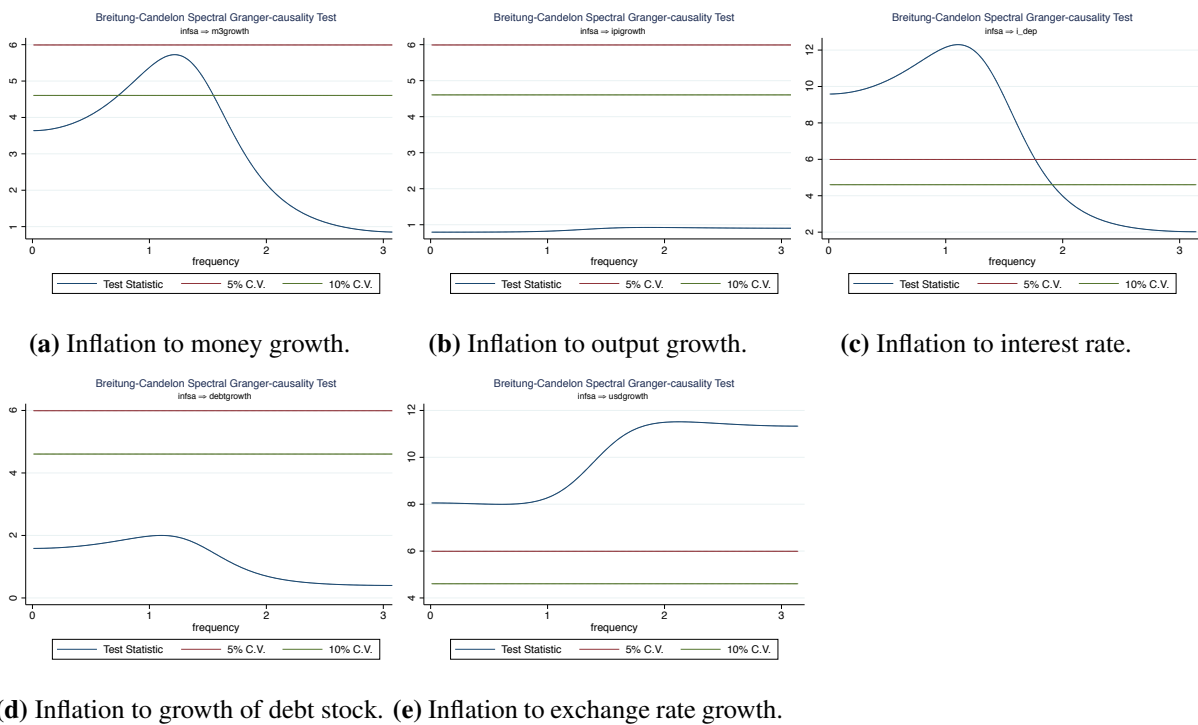 Breitung-Candelon Spectral Granger-causality Test
infsa ⇒ m3growth
6
5
4
3
2
1
0 1 2 3
frequency
Test Statistic 5% C.V. 10% C.V.
(a) Inflation to money growth.
Breitung-Candelon Spectral Granger-causality Test
infsa ⇒ ipigrowth
6
5
4
3
2
1
0 1 2 3
frequency
Test Statistic 5% C.V. 10% C.V.
(b) Inflation to output growth.
Breitung-Candelon Spectral Granger-causality Test
infsa ⇒ i_dep
12
10
8
6
4
2
0 1 2 3
frequency
Test Statistic 5% C.V. 10% C.V.
(c) Inflation to interest rate.
Breitung-Candelon Spectral Granger-causality Test
infsa ⇒ debtgrowth
6
4
2
0
0 1 2 3
frequency
Test Statistic 5% C.V. 10% C.V.
(d) Inflation to growth of debt stock.
Breitung-Candelon Spectral Granger-causality Test
infsa ⇒ usdgrowth
12
10
8
6
4
0 1 2 3
frequency
Test Statistic 5% C.V. 10% C.V.
(e) Inflation to exchange rate growth.